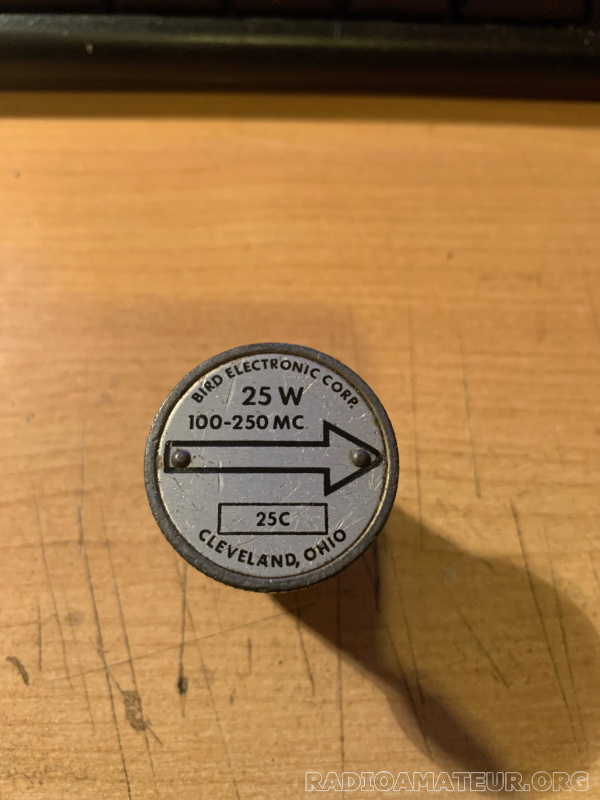 BIRD ELECTRONIC CORP.
25 W
100-250 MC
25C
CLEVELAND, OHIO
RADIOAMATEUR.ORG